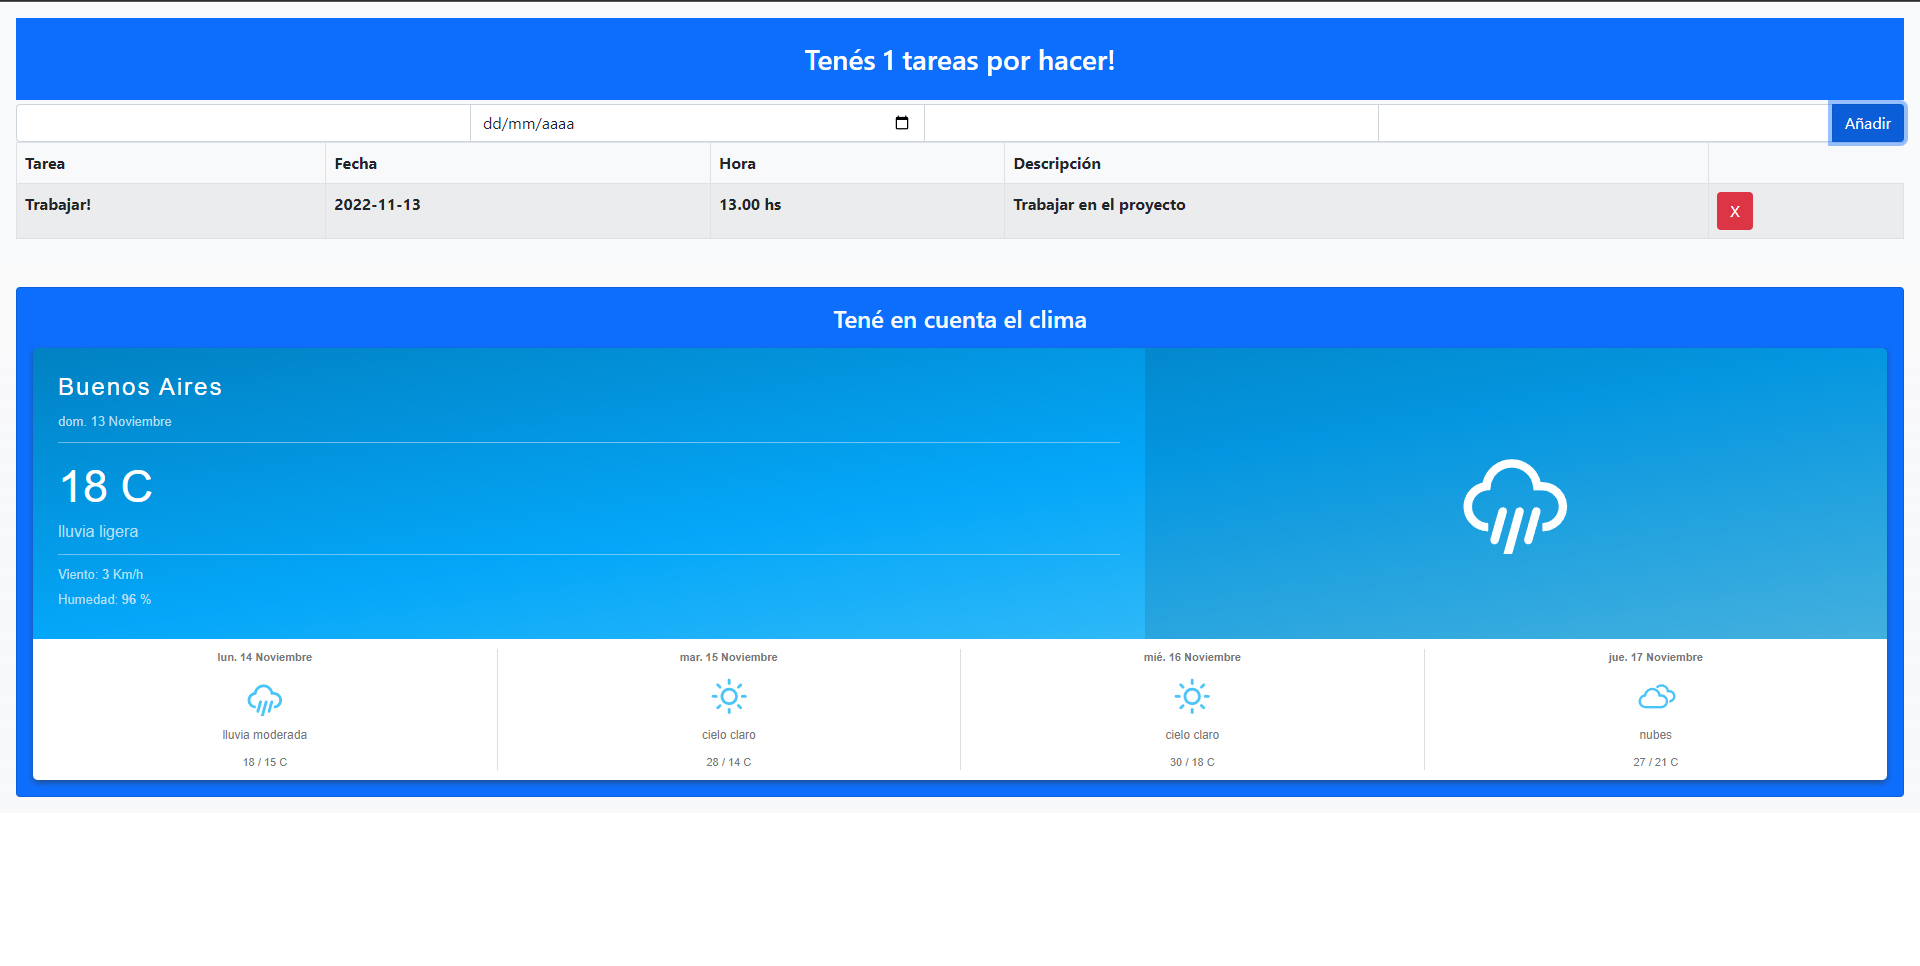 Tenés 1 tareas por hacer!
dd/mm/aaaa Añadir
Tarea Fecha Hora Descripción
Trabajar! 2022-11-13 13.00 hs Trabajar en el proyecto X
Tené en cuenta el clima
Buenos Aires
dom. 13 Noviembre
18 C
lluvia ligera
Viento: 3 Km/h
Humedad: 96 %
lun. 14 Noviembre mar. 15 Noviembre mié. 16 Noviembre jue. 17 Noviembre
lluvia moderada cielo claro cielo claro nubes
18 / 15 C 28 / 14 C 30 / 18 C 27 / 21 C